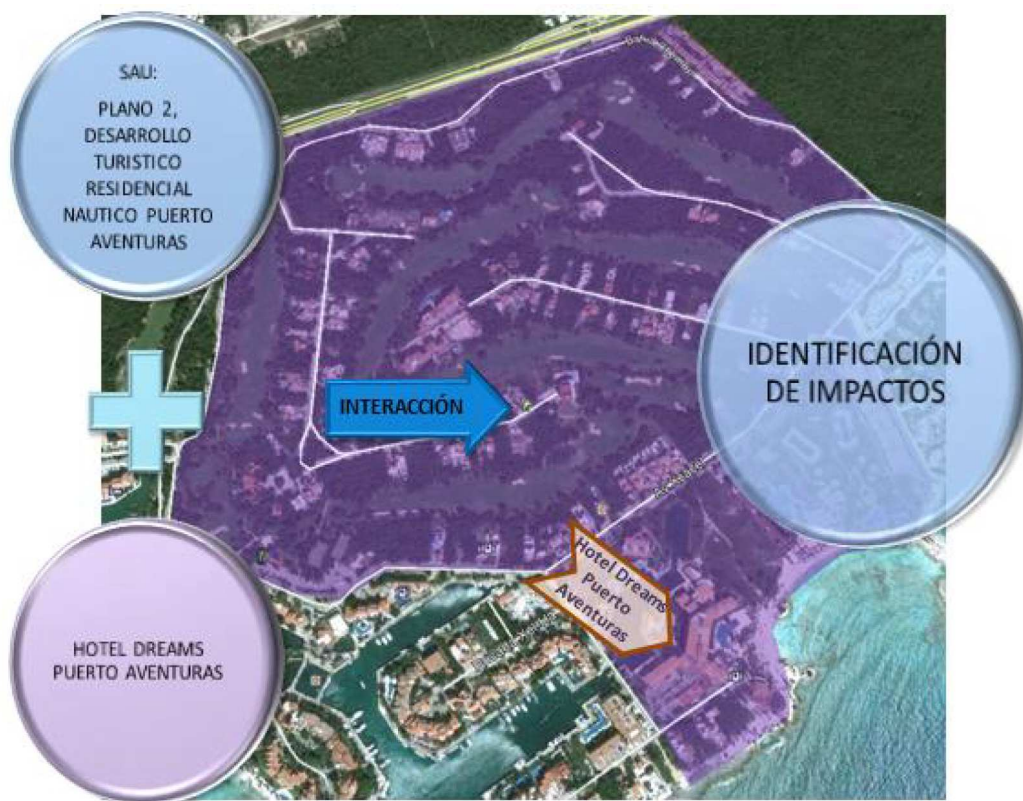 SAU:
PLANO 2,
DESARROLLO
TURISTICO
RESIDENCIAL
NAUTICO PUERTO
AVENTURAS
INTERACCIÓN
IDENTIFICACIÓN
DE IMPACTOS
Hotel Dreams
Puerto
Aventuras
HOTEL DREAMS
PUERTO AVENTURAS